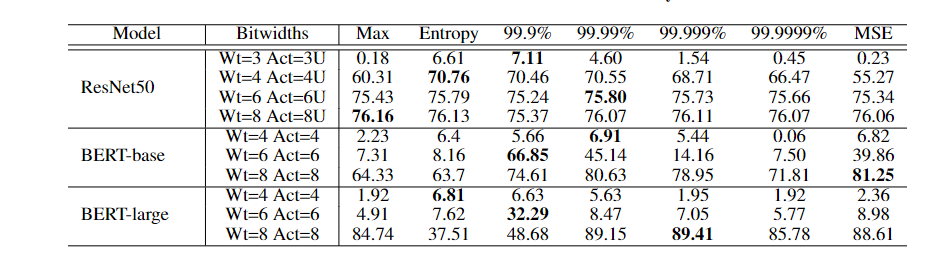 Model Bitwidths Max Entropy 99.9% 99.99% 99.999% 99.9999% MSE
Wt=3 Act=3U 0.18 6.61 7.11 4.60 1.54 0.45 0.23
ResNet50 Wt=4 Act=4U 60.31 70.76 70.46 70.55 68.71 66.47 55.27
Wt=6 Act=6U 75.43 75.79 75.24 75.80 75.73 75.66 75.34
Wt=8 Act=8U 76.16 76.13 75.37 76.07 76.11 76.07 76.06
Wt=4 Act=4 2.23 6.4 5.66 6.91 5.44 0.06 6.82
BERT-base Wt=6 Act=6 7.31 8.16 66.85 45.14 14.16 7.50 39.86
Wt=8 Act=8 64.33 63.7 74.61 80.63 78.95 71.81 81.25
Wt=4 Act=4 1.92 6.81 6.63 5.63 1.95 1.92 2.36
BERT-large Wt=6 Act=6 4.91 7.62 32.29 8.47 7.05 5.77 8.98
Wt=8 Act=8 84.74 37.51 48.68 89.15 89.41 85.78 88.61